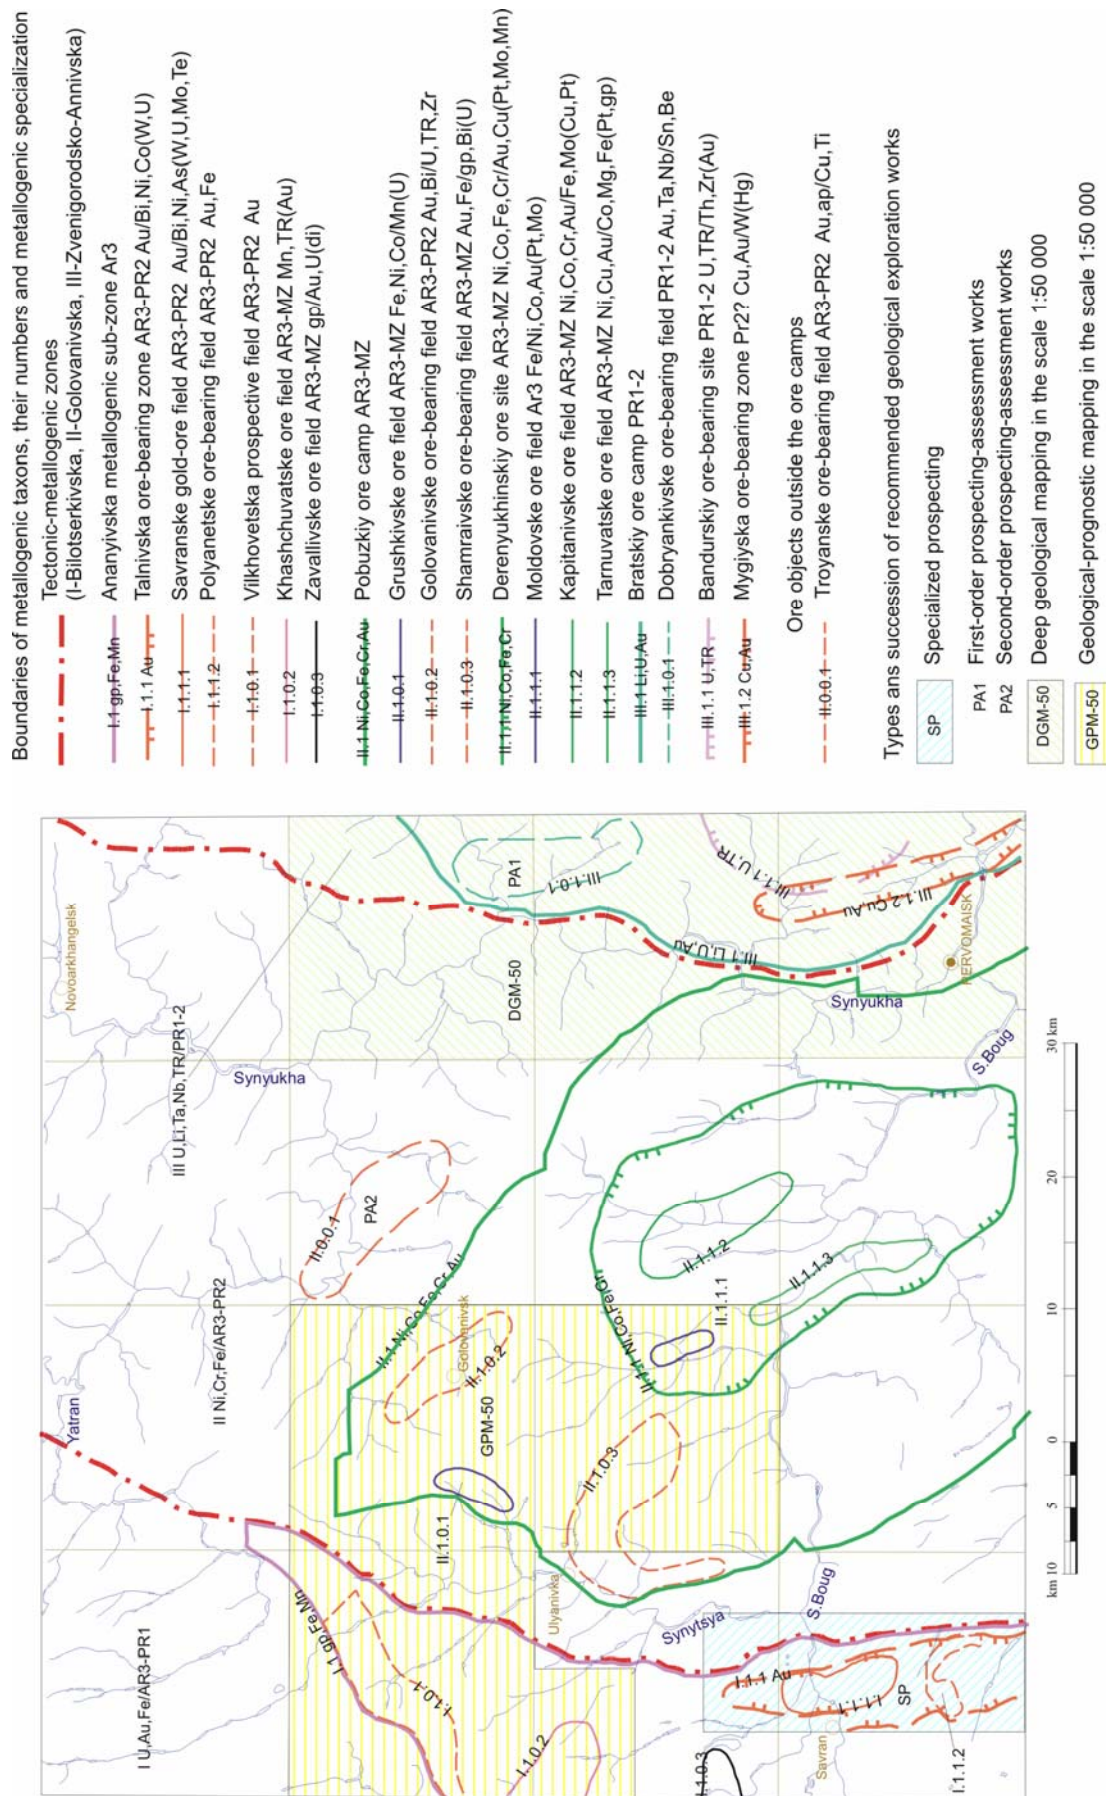 Boundaries of metallogenic taxons, their numbers and metallogenic specialization
Tectonic-metallogenic zones
(I-Bilotserkivska, II-Golovanivska, III-Zvenigorodsko-Annivska)
I.1 gp,Fe,Mn Ananyivska metallogenic sub-zone Ar3
I.1.1 Au Talnivska ore-bearing zone AR3-PR2 Au/Bi,Ni,Co(W,U)
I.1.1.1 Savranske gold-ore field AR3-PR2 Au/Bi,Ni,As(W,U,Mo,Te)
I.1.1.2 Polyanetske ore-bearing field AR3-PR2 Au,Fe
I.1.0.1 Vilkhovetska prospective field AR3-PR2 Au
I.1.0.2 Khashchuvatske ore field AR3-MZ Mn,TR(Au)
I.1.0.3 Zavallivske ore field AR3-MZ gp/Au,U(di)
II.1 Ni,Co,Fe,Cr,Au Pobuzkiy ore camp AR3-MZ
II.1.0.1 Grushkivske ore field AR3-MZ Fe,Ni,Co/Mn(U)
II.1.0.2 Golovanivske ore-bearing field AR3-PR2 Au,Bi/U,TR,Zr
II.1.0.3 Shamraivske ore-bearing field AR3-MZ Au,Fe/gp,Bi(U)
II.1.1 Ni,Co,Fe,Cr Derenyukhinskiy ore site AR3-MZ Ni,Co,Fe,Cr/Au,Cu(Pt,Mo,Mn)
II.1.1.1 Moldovske ore field Ar3 Fe/Ni,Co,Au(Pt,Mo)
II.1.1.2 Kapitanivske ore field AR3-MZ Ni,Co,Cr,Au/Fe,Mo(Cu,Pt)
II.1.1.3 Tarnuvatske ore field AR3-MZ Ni,Cu,Au/Co,Mg,Fe(Pt,gp)
III.1 Li,U,Au Bratskiy ore camp PR1-2
III.1.0.1 Dobryankivske ore-bearing field PR1-2 Au,Ta,Nb/Sn,Be
III.1.1 U,TR Bandurskiy ore-bearing site PR1-2 U,TR/Th,Zr(Au)
III.1.2 Cu,Au Mygiyska ore-bearing zone Pr2? Cu,Au/W(Hg)
Ore objects outside the ore camps
II.0.0.1 Troyanske ore-bearing field AR3-PR2 Au,ap/Cu,Ti
Types ans succession of recommended geological exploration works
SP Specialized prospecting
PA1 First-order prospecting-assessment works
PA2 Second-order prospecting-assessment works
DGM-50 Deep geological mapping in the scale 1:50 000
GPM-50 Geological-prognostic mapping in the scale 1:50 000
I U,Au,Fe/AR3-PR1
II Ni,Cr,Fe/AR3-PR2
III U,Li,Ta,Nb,TR/PR1-2
Yatran
Novoarkhangelsk
Synyukha
I.1 gp,Fe,Mn
I.1.0.1
I.1.0.2
I.1.0.3
II.1.0.1
GPM-50
II.1.0.2
Golovanivsk
II.1 Ni,Co,Fe,Cr,Au
II.0.0.1
PA2
DGM-50
PA1
III.1.0.1
III.1 Li,U,Au
III.1.1 U,TR
III.1.2 Cu,Au
Ulyanivka
II.1.0.3
II.1.1 Ni,Co,Fe,Cr
II.1.1.1
II.1.1.2
II.1.1.3
Synytsya
S.Boug
I.1.1 Au
I.1.1.1
SP
Savran
I.1.1.2
Synyukha
PERVOMAISK
S.Boug
km 10 5 0 10 20 30 km